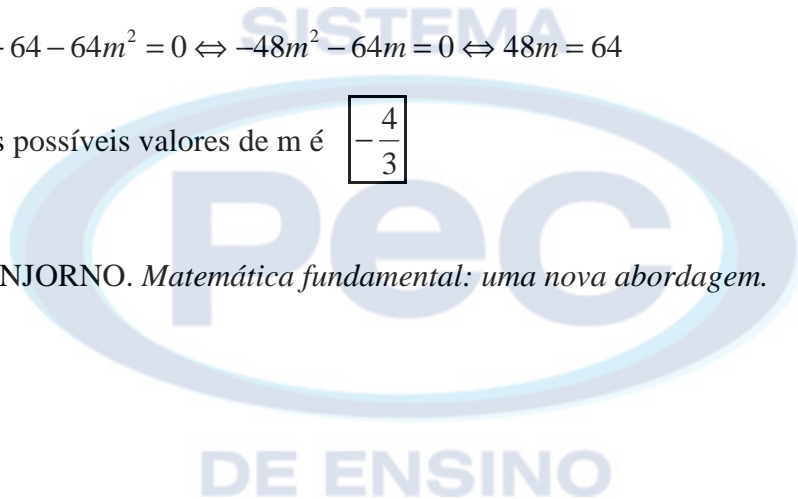 SISTEMA
64 − 64m² = 0 ⇔ −48m² − 64m = 0 ⇔ 48m = 64
possíveis valores de m é −4/3
PeC
NJORNO. Matemática fundamental: uma nova abordagem.
DE ENSINO